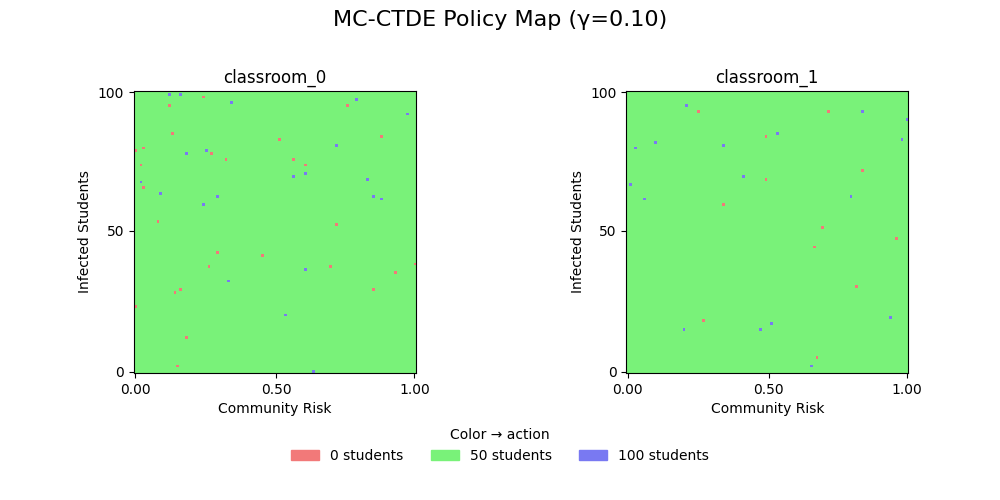 MC-CTDE Policy Map (γ=0.10)
classroom_0
classroom_1
100
50
0
Infected Students
0.00 0.50 1.00
Community Risk
100
50
0
Infected Students
0.00 0.50 1.00
Community Risk
Color → action
0 students 50 students 100 students